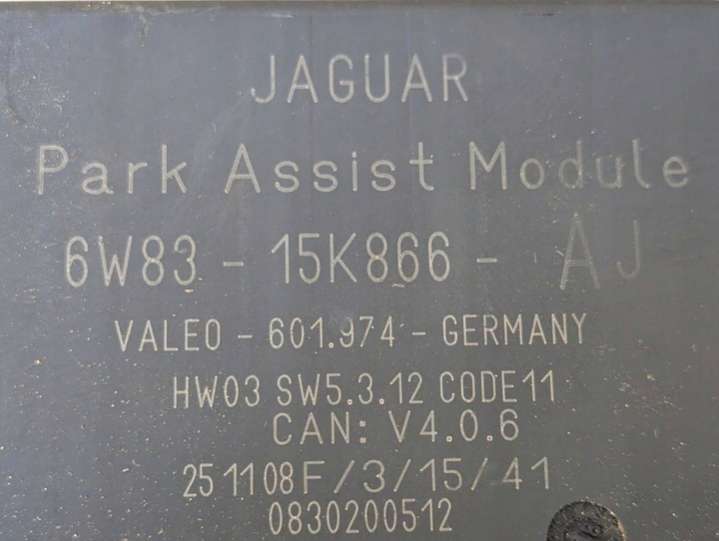 JAGUAR
Park Assist Module
6W83 - 15K866 - AJ
VALEO - 601.974 - GERMANY
HW03 SW5.3.12 CODE11
CAN: V4.0.6
251108F/3/15/41
0830200512